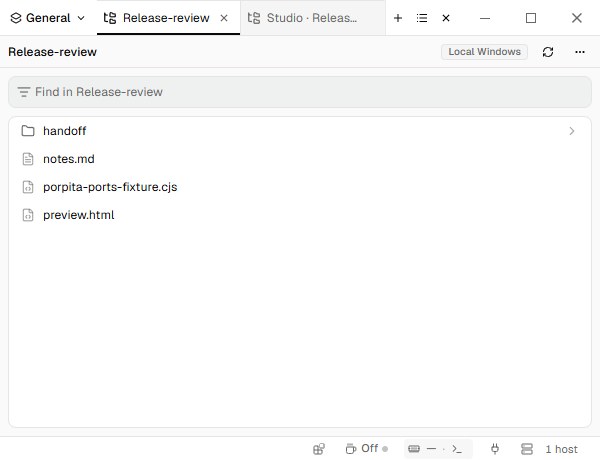 General
Release-review
Studio · Releas...
Release-review
Local Windows
Find in Release-review
handoff
notes.md
porpita-ports-fixture.cjs
preview.html
Off
1 host